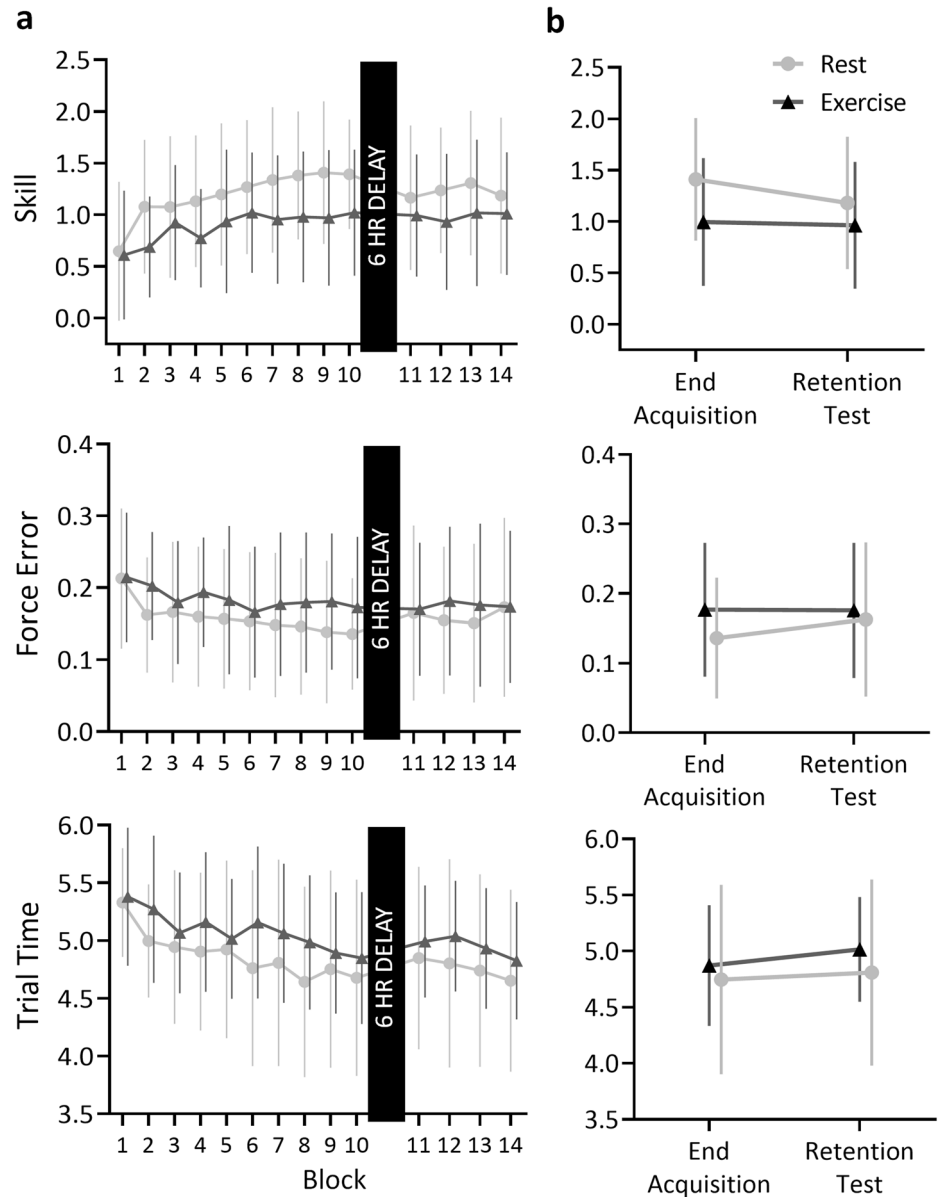 a
b
2.5
2.0
1.5
1.0
0.5
0.0
Skill
6 HR DELAY
1 2 3 4 5 6 7 8 9 10 11 12 13 14
2.5
2.0
1.5
1.0
0.5
0.0
Rest
Exercise
End
Acquisition
Retention
Test
0.4
0.3
0.2
0.1
0.0
Force Error
6 HR DELAY
1 2 3 4 5 6 7 8 9 10 11 12 13 14
0.4
0.3
0.2
0.1
0.0
End
Acquisition
Retention
Test
6.0
5.5
5.0
4.5
4.0
3.5
Trial Time
6 HR DELAY
1 2 3 4 5 6 7 8 9 10 11 12 13 14
Block
6.0
5.5
5.0
4.5
4.0
3.5
End
Acquisition
Retention
Test